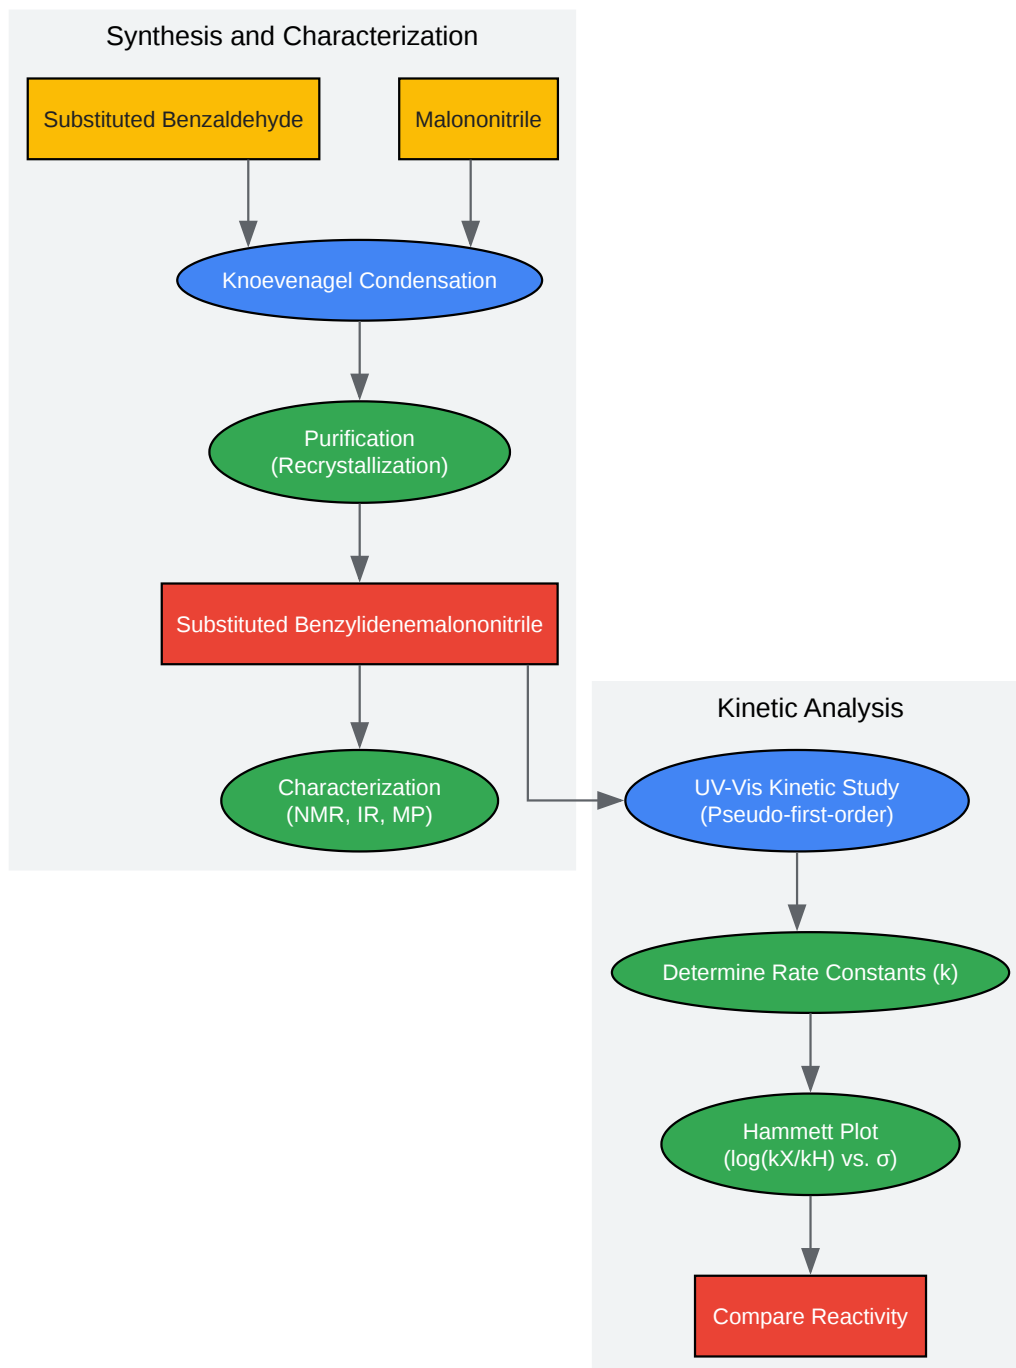 Synthesis and Characterization
Substituted Benzaldehyde
Malononitrile
Knoevenagel Condensation
Purification
(Recrystallization)
Substituted Benzylidenemalononitrile
Characterization
(NMR, IR, MP)
Kinetic Analysis
UV-Vis Kinetic Study
(Pseudo-first-order)
Determine Rate Constants (k)
Hammett Plot
(log(kX/kH) vs. σ)
Compare Reactivity